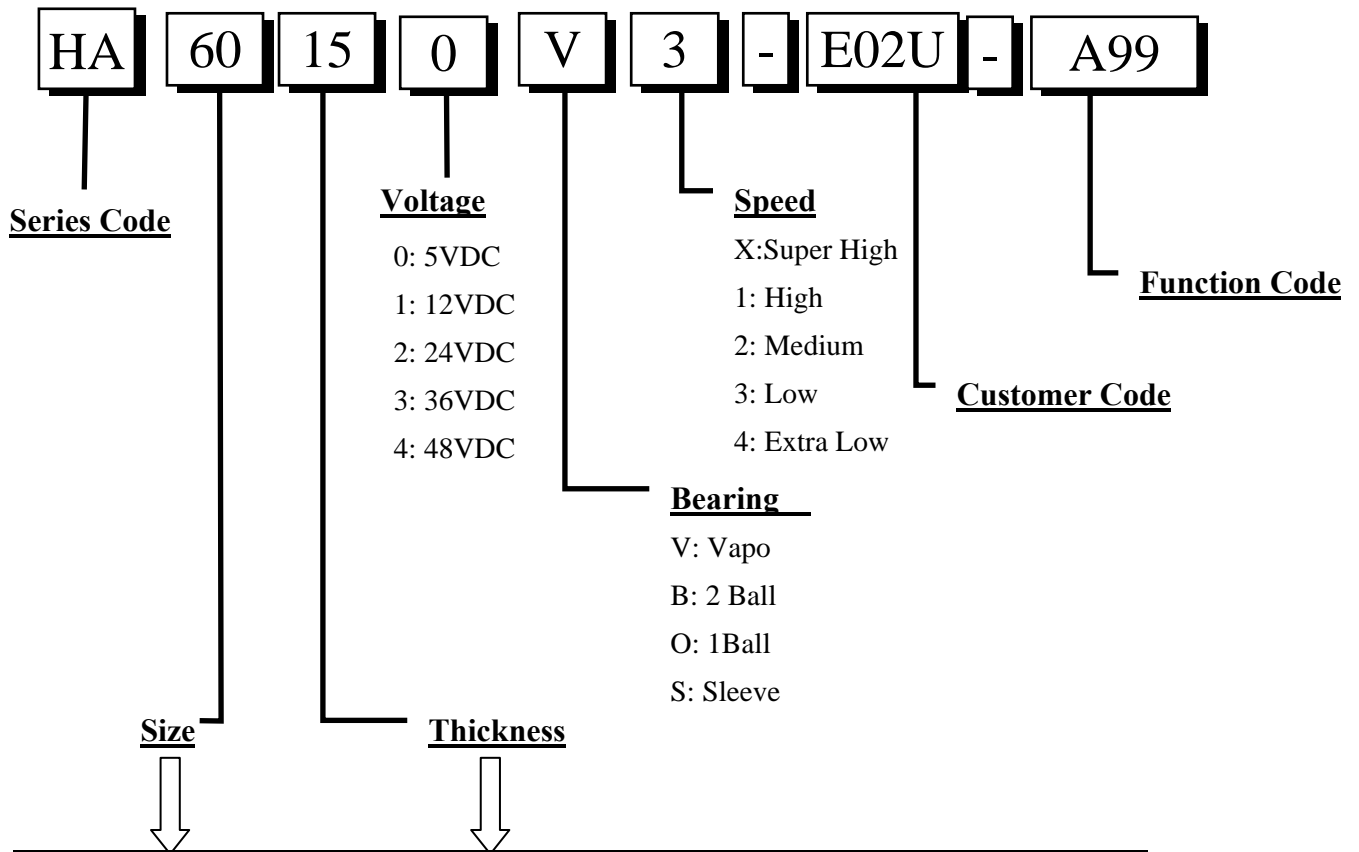 HA 60 15 0 V 3 - E02U - A99
Series Code
Voltage
0: 5VDC
1: 12VDC
2: 24VDC
3: 36VDC
4: 48VDC
Speed
X:Super High
1: High
2: Medium
3: Low
4: Extra Low
Function Code
Customer Code
Bearing
V: Vapo
B: 2 Ball
O: 1Ball
S: Sleeve
Size
Thickness